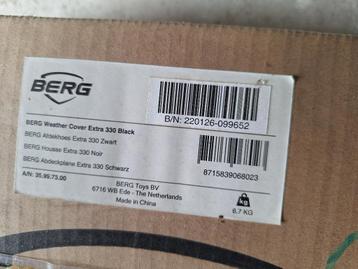 BERG
B/N: 220126-099652
BERG Weather Cover Extra 330 Black
BERG Afdekhoes Extra 330 Zwart
BERG Housse Extra 330 Noir
BERG Abdeckplane Extra 330 Schwarz
A/N: 35.99.73.00
8715839068023
BERG Toys BV
6716 WB Ede - The Netherlands
Made in China
kg
6.7 KG